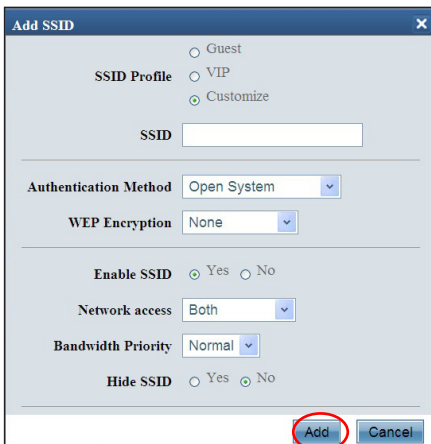 Add SSID
Guest
SSID Profile VIP
Customize
SSID
Authentication Method Open System
WEP Encryption None
Enable SSID Yes No
Network access Both
Bandwidth Priority Normal
Hide SSID Yes No
Add Cancel